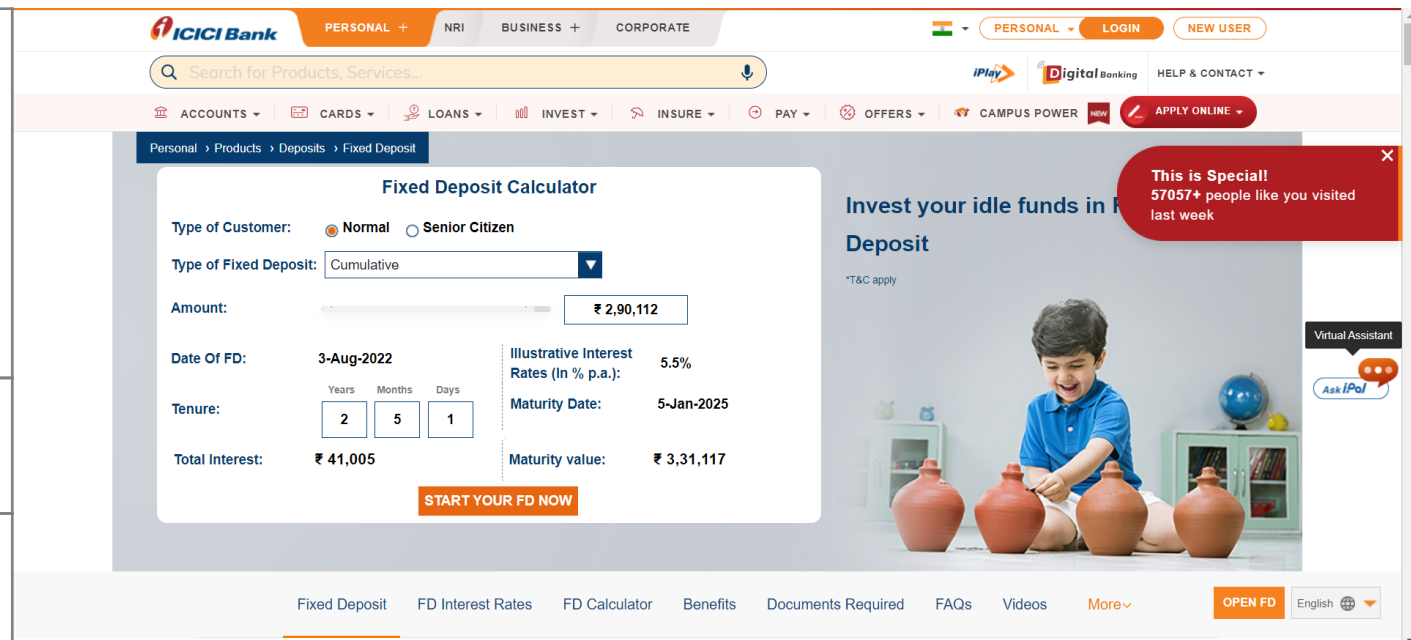 ICICI Bank
PERSONAL + NRI BUSINESS + CORPORATE PERSONAL LOGIN NEW USER
Search for Products, Services... iPlay Digital Banking HELP & CONTACT
ACCOUNTS CARDS LOANS INVEST INSURE PAY OFFERS CAMPUS POWER NEW APPLY ONLINE
Personal › Products › Deposits › Fixed Deposit
Fixed Deposit Calculator
Type of Customer: Normal Senior Citizen
Type of Fixed Deposit: Cumulative
Amount: ₹ 2,90,112
Date Of FD: 3-Aug-2022
Illustrative Interest
Rates (In % p.a.): 5.5%
Years Months Days
Tenure: 2 5 1
Maturity Date: 5-Jan-2025
Total Interest: ₹ 41,005
Maturity value: ₹ 3,31,117
START YOUR FD NOW
Invest your idle funds in
Deposit
*T&C apply
This is Special!
57057+ people like you visited
last week
Virtual Assistant
Ask iPal
Fixed Deposit FD Interest Rates FD Calculator Benefits Documents Required FAQs Videos More OPEN FD English